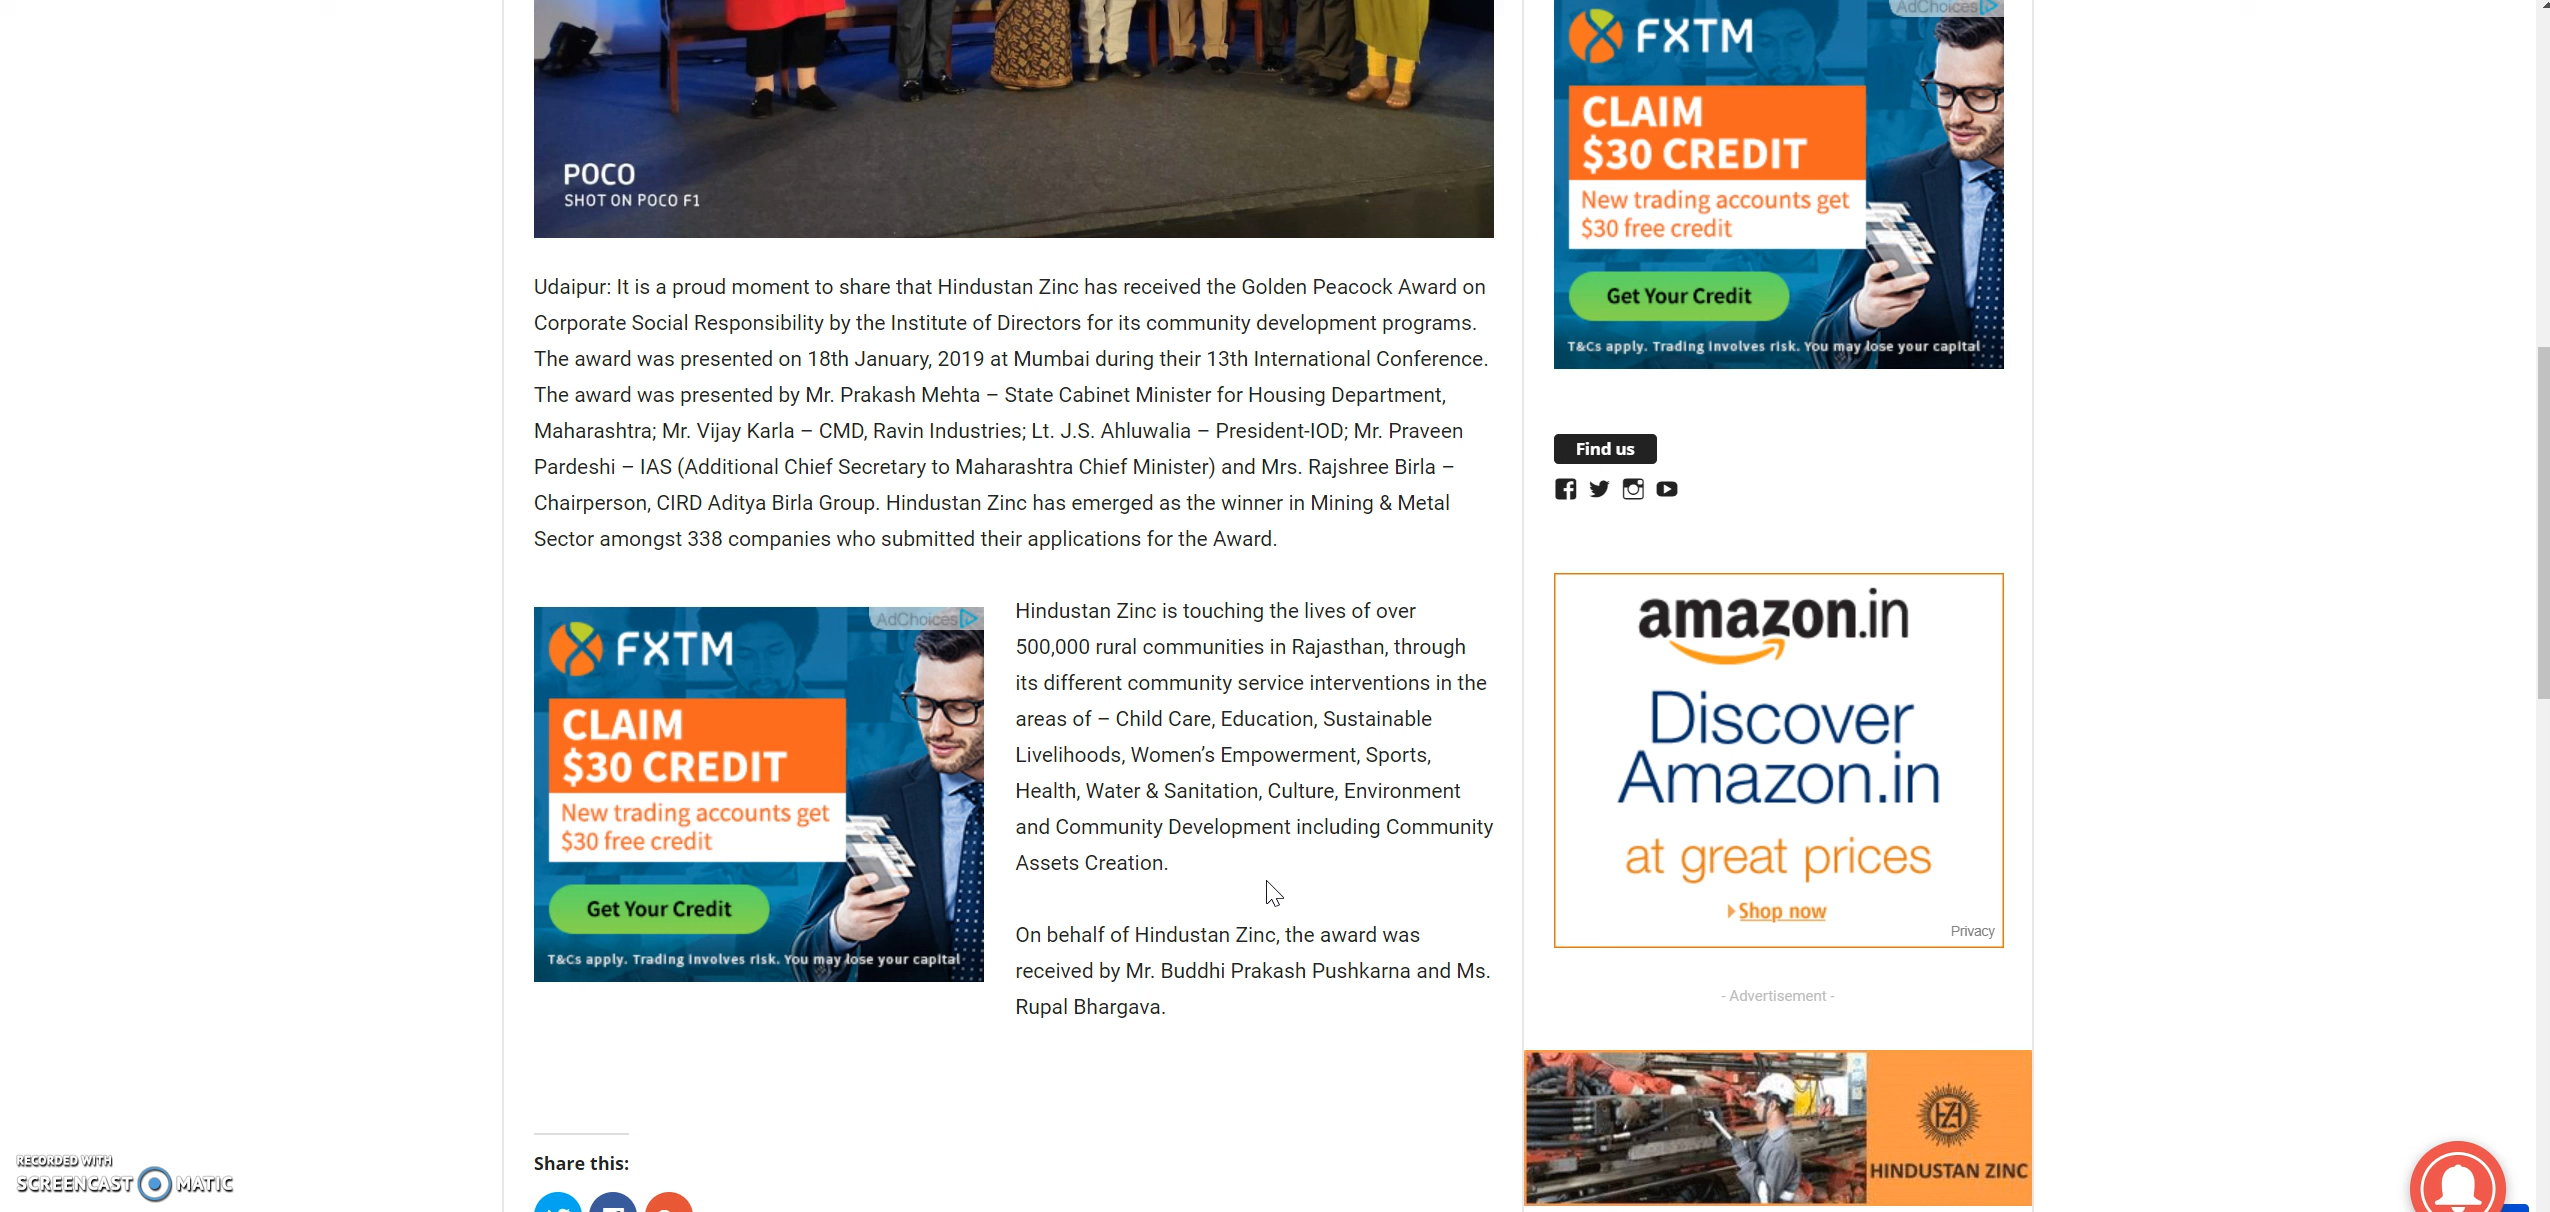 POCO
SHOT ON POCO F1
Udaipur: It is a proud moment to share that Hindustan Zinc has received the Golden Peacock Award on
Corporate Social Responsibility by the Institute of Directors for its community development programs.
The award was presented on 18th January, 2019 at Mumbai during their 13th International Conference.
The award was presented by Mr. Prakash Mehta – State Cabinet Minister for Housing Department,
Maharashtra; Mr. Vijay Karla – CMD, Ravin Industries; Lt. J.S. Ahluwalia – President-IOD; Mr. Praveen
Pardeshi – IAS (Additional Chief Secretary to Maharashtra Chief Minister) and Mrs. Rajshree Birla –
Chairperson, CIRD Aditya Birla Group. Hindustan Zinc has emerged as the winner in Mining & Metal
Sector amongst 338 companies who submitted their applications for the Award.
AdChoices
FXTM
CLAIM
$30 CREDIT
New trading accounts get
$30 free credit
Get Your Credit
T&Cs apply. Trading involves risk. You may lose your capital
Hindustan Zinc is touching the lives of over
500,000 rural communities in Rajasthan, through
its different community service interventions in the
areas of – Child Care, Education, Sustainable
Livelihoods, Women’s Empowerment, Sports,
Health, Water & Sanitation, Culture, Environment
and Community Development including Community
Assets Creation.
On behalf of Hindustan Zinc, the award was
received by Mr. Buddhi Prakash Pushkarna and Ms.
Rupal Bhargava.
Share this:
RECORDED WITH
SCREENCAST MATIC
AdChoices
FXTM
CLAIM
$30 CREDIT
New trading accounts get
$30 free credit
Get Your Credit
T&Cs apply. Trading involves risk. You may lose your capital
Find us
amazon.in
Discover
Amazon.in
at great prices
Shop now
Privacy
- Advertisement -
HINDUSTAN ZINC